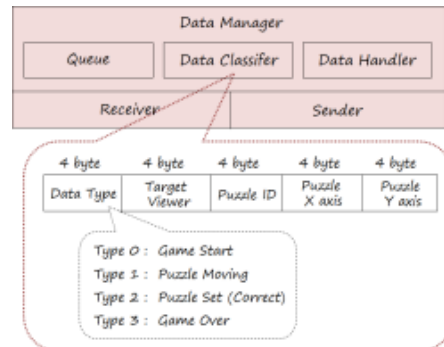 Data Manager
Queue Data Classifer Data Handler
Receiver Sender
4 byte 4 byte 4 byte 4 byte 4 byte
Data Type Target Viewer Puzzle ID Puzzle X axis Puzzle Y axis
Type 0 : Game Start
Type 1 : Puzzle Moving
Type 2 : Puzzle Set (Correct)
Type 3 : Game Over